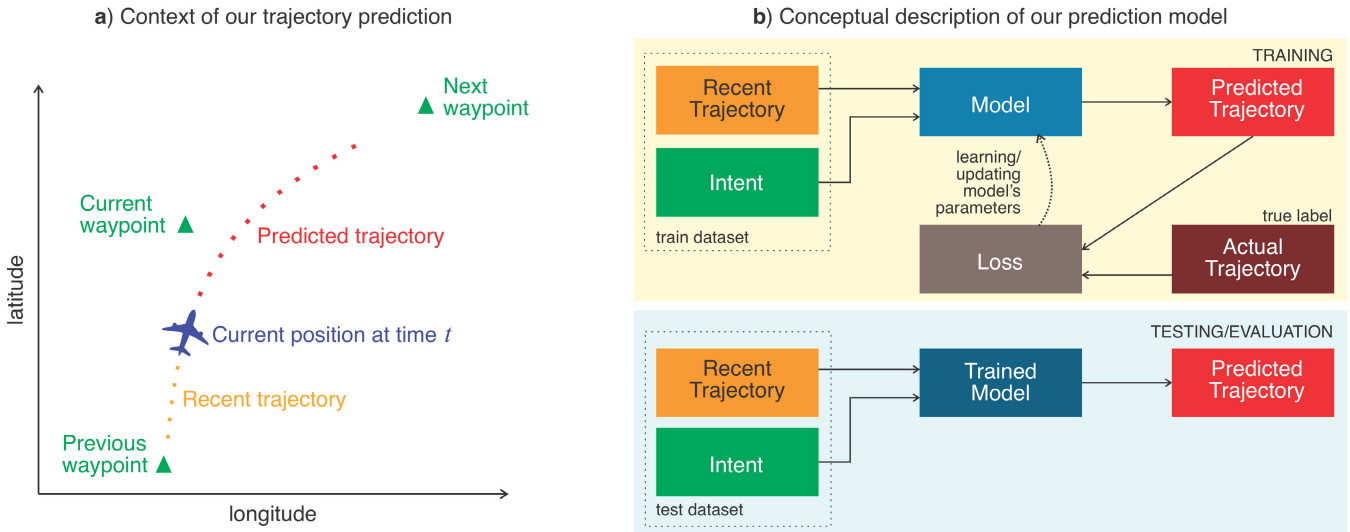 a) Context of our trajectory prediction
latitude
longitude
Next
waypoint
Current
waypoint
Predicted trajectory
Current position at time t
Recent trajectory
Previous
waypoint
b) Conceptual description of our prediction model
TRAINING
Recent
Trajectory
Intent
train dataset
Model
Predicted
Trajectory
learning/
updating
model's
parameters
Loss
true label
Actual
Trajectory
TESTING/EVALUATION
Recent
Trajectory
Intent
test dataset
Trained
Model
Predicted
Trajectory